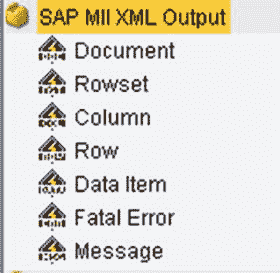 SAP MII XML Output
Document
Rowset
Column
Row
Data Item
Fatal Error
Message